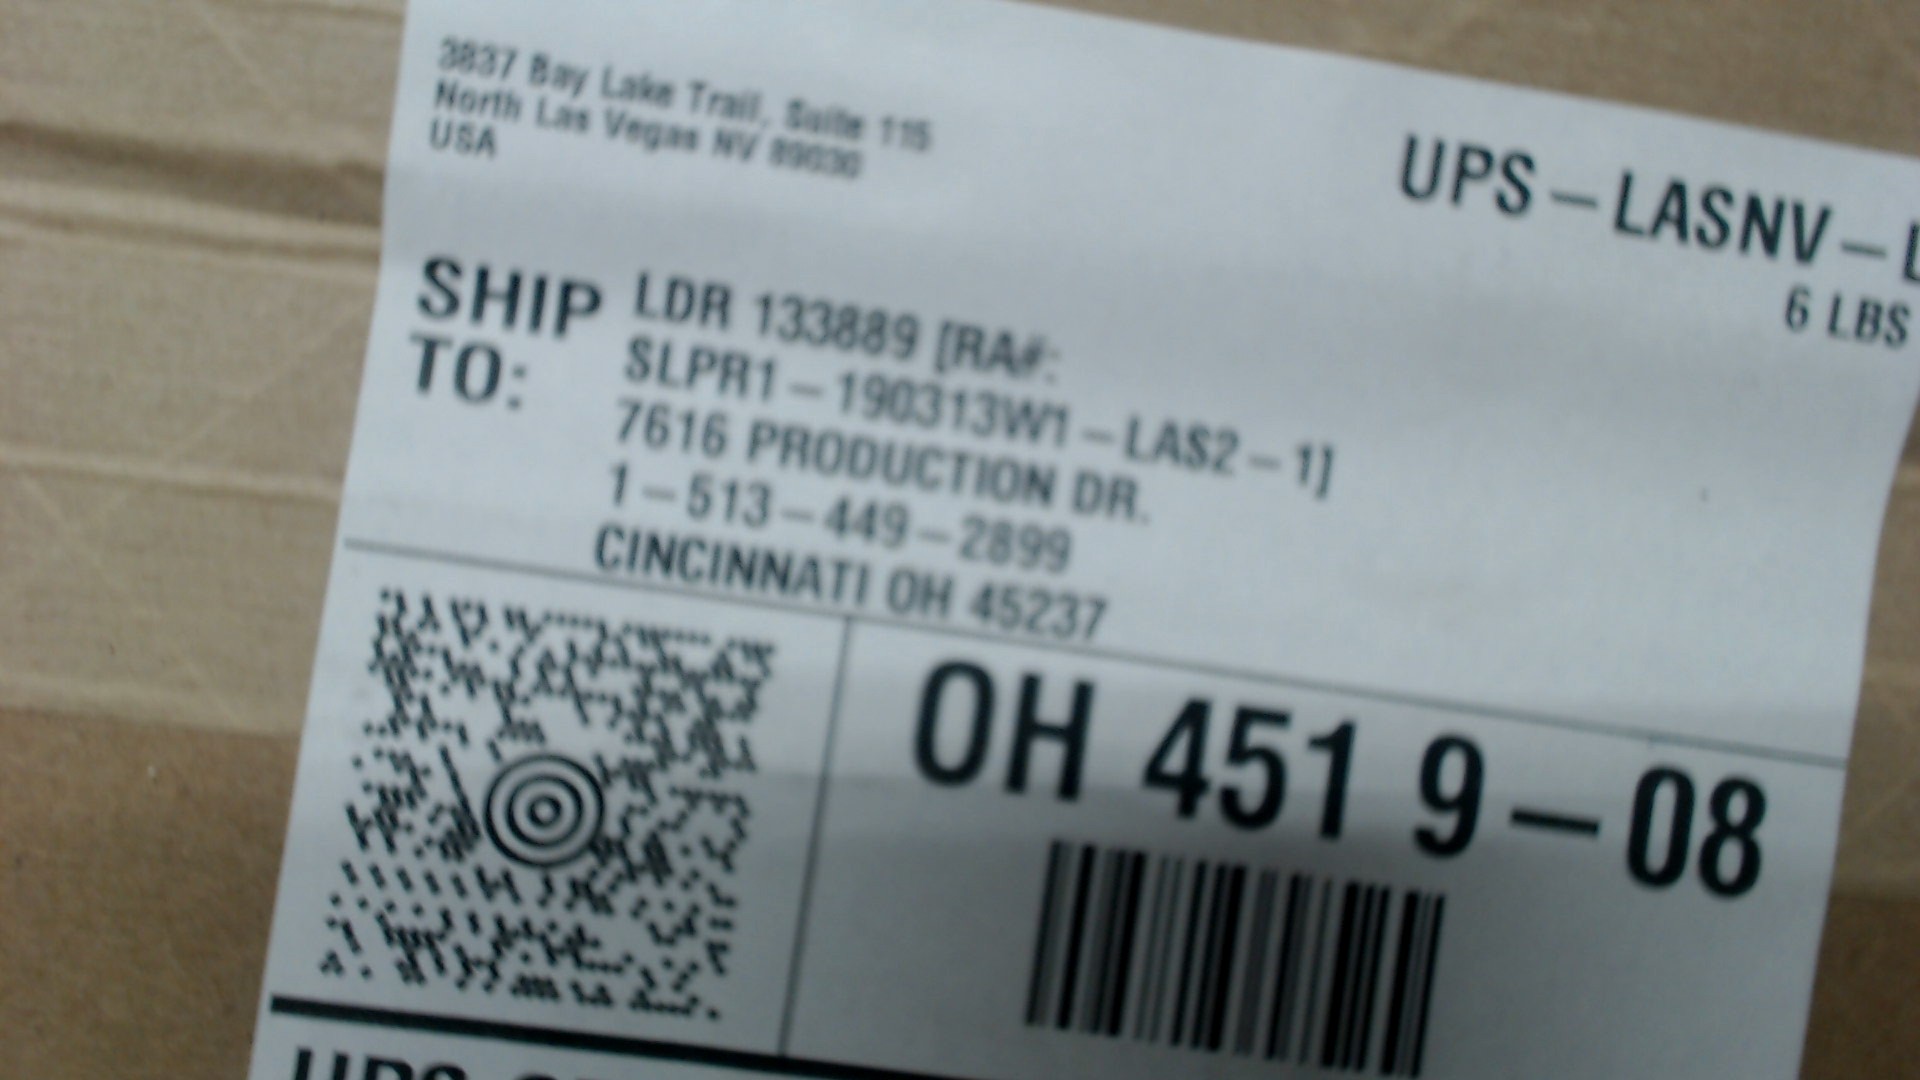 3837 Bay Lake Trail, Suite 115
North Las Vegas NV 89030
USA
UPS – LASNV –
6 LBS
SHIP TO:
LDR 133889 [RA#:
SLPR1 – 190313W1 – LAS2 – 1]
7616 PRODUCTION DR.
1 – 513 – 449 – 2899
CINCINNATI OH 45237
OH 451 9 – 08
UPS